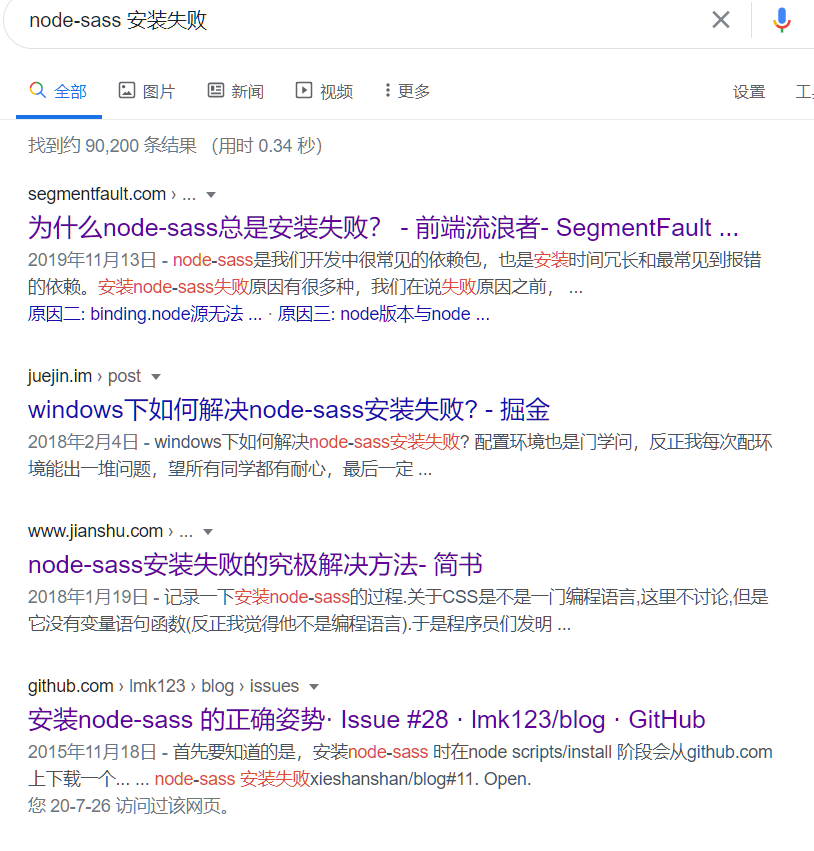 node-sass 安装失败
全部 图片 新闻 视频 更多 设置 工
找到约 90,200 条结果 （用时 0.34 秒）
segmentfault.com › ...
为什么node-sass总是安装失败？ - 前端流浪者- SegmentFault ...
2019年11月13日 - node-sass是我们开发中很常见的依赖包，也是安装时间冗长和最常见到报错
的依赖。安装node-sass失败原因有很多种，我们在说失败原因之前， ...
原因二: binding.node源无法 ... · 原因三: node版本与node ...
juejin.im › post
windows下如何解决node-sass安装失败? - 掘金
2018年2月4日 - windows下如何解决node-sass安装失败? 配置环境也是门学问，反正我每次配环
境能出一堆问题，望所有同学都有耐心，最后一定 ...
www.jianshu.com › ...
node-sass安装失败的究极解决方法- 简书
2018年1月19日 - 记录一下安装node-sass的过程.关于CSS是不是一门编程语言,这里不讨论,但是
它没有变量语句函数(反正我觉得他不是编程语言).于是程序员们发明 ...
github.com › lmk123 › blog › issues
安装node-sass 的正确姿势· Issue #28 · lmk123/blog · GitHub
2015年11月18日 - 首先要知道的是，安装node-sass 时在node scripts/install 阶段会从github.com
上下载一个... ... node-sass 安装失败xieshanshan/blog#11. Open.
您 20-7-26 访问过该网页。